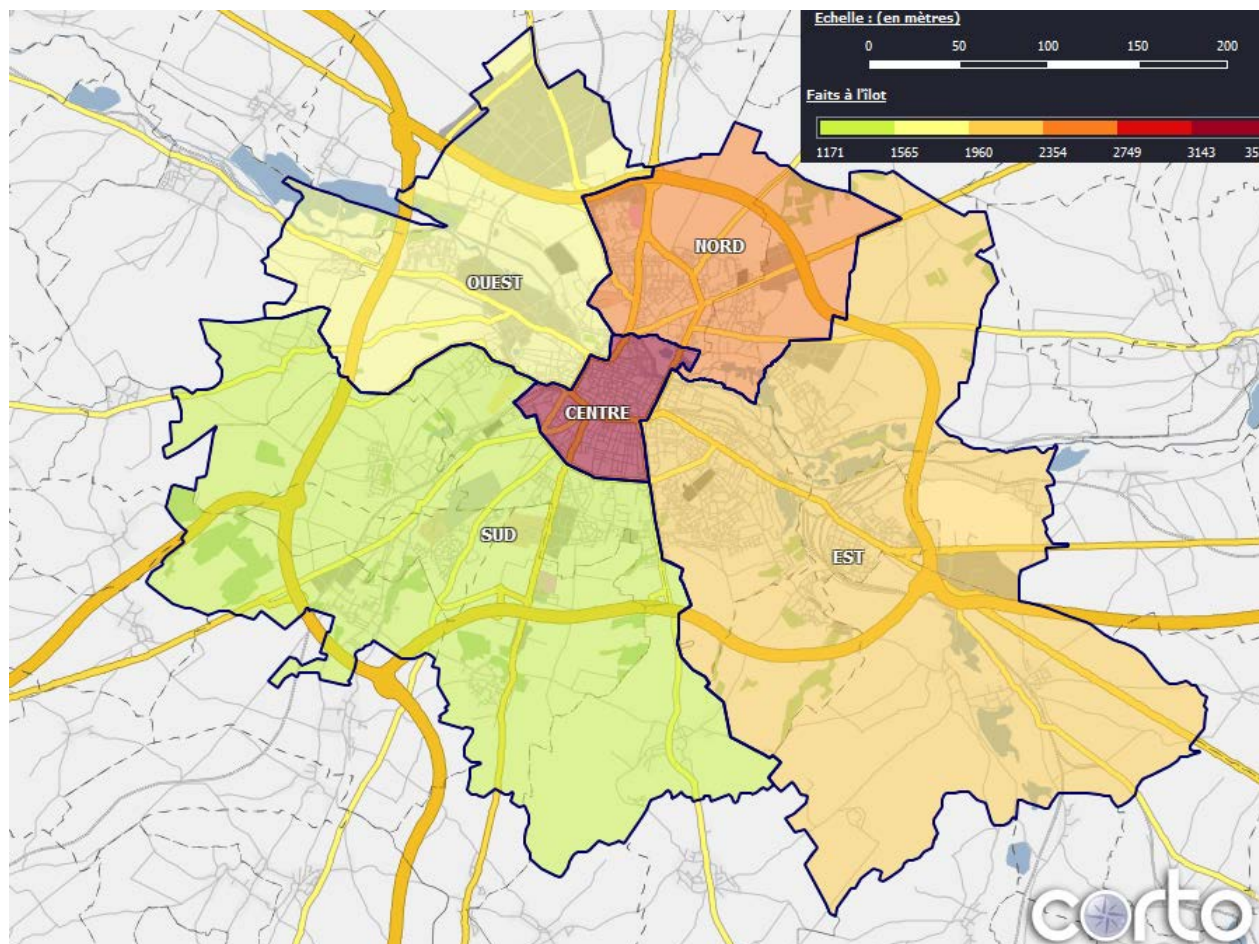 Echelle : (en mètres)
0 50 100 150 200
Faits à l'îlot
1171 1565 1960 2354 2749 3143 35
NORD
OUEST
CENTRE
SUD
EST
corto